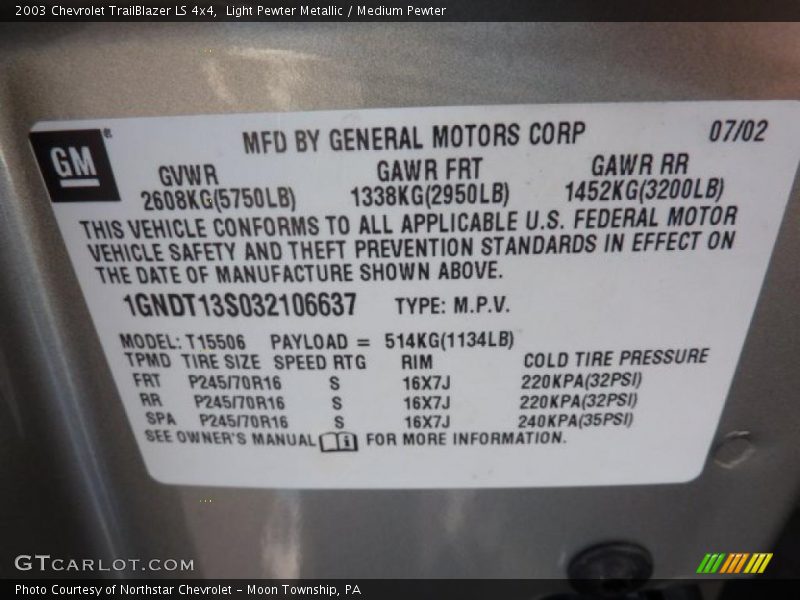 2003 Chevrolet TrailBlazer LS 4x4,  Light Pewter Metallic / Medium Pewter
GM®
MFD BY GENERAL MOTORS CORP 07/02
GVWR GAWR FRT GAWR RR
2608KG(5750LB) 1338KG(2950LB) 1452KG(3200LB)
THIS VEHICLE CONFORMS TO ALL APPLICABLE U.S. FEDERAL MOTOR
VEHICLE SAFETY AND THEFT PREVENTION STANDARDS IN EFFECT ON
THE DATE OF MANUFACTURE SHOWN ABOVE.
1GNDT13S032106637 TYPE: M.P.V.
MODEL: T15506 PAYLOAD = 514KG(1134LB)
TPMD TIRE SIZE SPEED RTG RIM COLD TIRE PRESSURE
FRT P245/70R16 S 16X7J 220KPA(32PSI)
RR P245/70R16 S 16X7J 220KPA(32PSI)
SPA P245/70R16 S 16X7J 240KPA(35PSI)
SEE OWNER'S MANUAL FOR MORE INFORMATION.
GTCARLOT.COM
Photo Courtesy of Northstar Chevrolet - Moon Township, PA